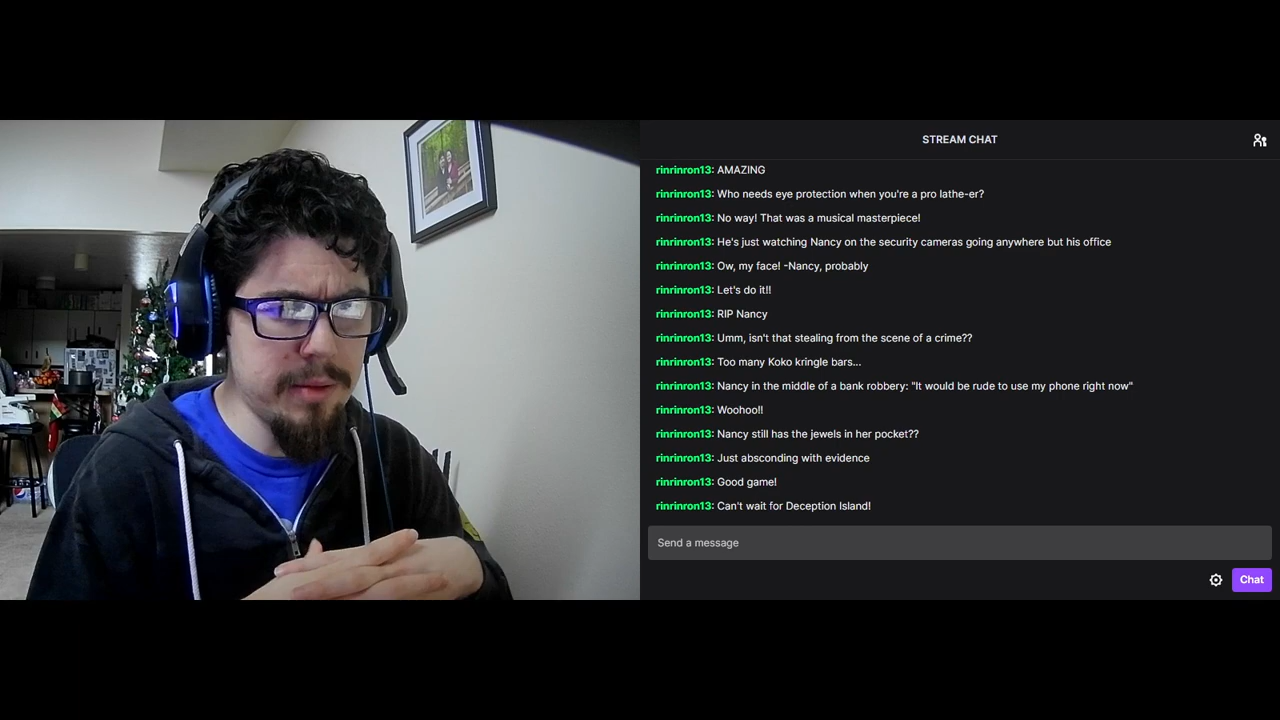 STREAM CHAT
rinrinron13: AMAZING
rinrinron13: Who needs eye protection when you're a pro lathe-er?
rinrinron13: No way! That was a musical masterpiece!
rinrinron13: He's just watching Nancy on the security cameras going anywhere but his office
rinrinron13: Ow, my face! -Nancy, probably
rinrinron13: Let's do it!!
rinrinron13: RIP Nancy
rinrinron13: Umm, isn't that stealing from the scene of a crime??
rinrinron13: Too many Koko kringle bars...
rinrinron13: Nancy in the middle of a bank robbery: "It would be rude to use my phone right now"
rinrinron13: Woohoo!!
rinrinron13: Nancy still has the jewels in her pocket??
rinrinron13: Just absconding with evidence
rinrinron13: Good game!
rinrinron13: Can't wait for Deception Island!
Send a message
Chat